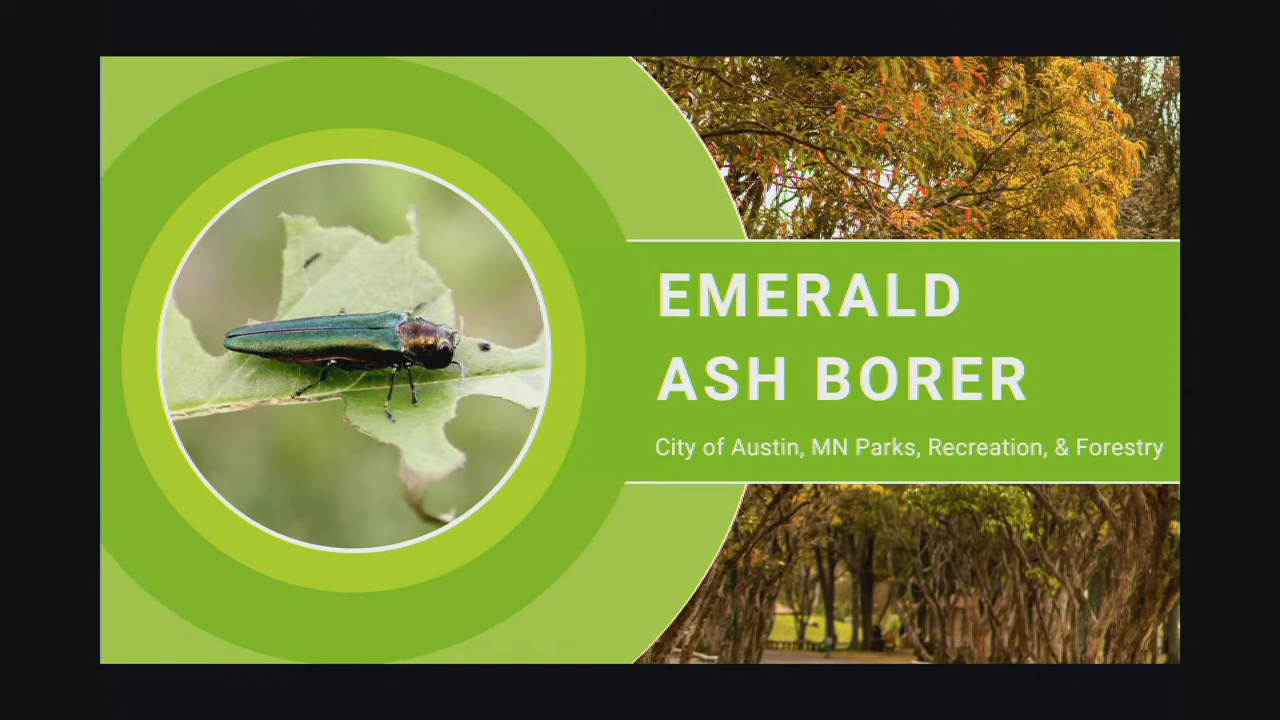 EMERALD
ASH BORER
City of Austin, MN Parks, Recreation, & Forestry